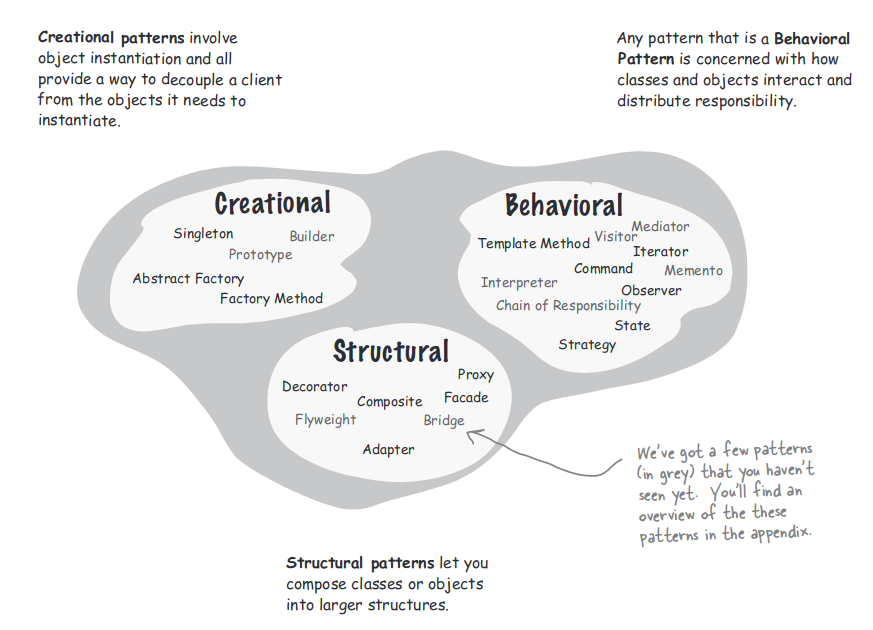 Creational patterns involve
object instantiation and all
provide a way to decouple a client
from the objects it needs to
instantiate.
Any pattern that is a Behavioral
Pattern is concerned with how
classes and objects interact and
distribute responsibility.
Creational
Singleton
Builder
Prototype
Abstract Factory
Factory Method
Behavioral
Mediator
Template Method
Visitor
Iterator
Command
Memento
Interpreter
Observer
Chain of Responsibility
State
Strategy
Structural
Proxy
Decorator
Composite
Facade
Flyweight
Bridge
Adapter
We've got a few patterns
(in grey) that you haven't
seen yet. You'll find an
overview of the these
patterns in the appendix.
Structural patterns let you
compose classes or objects
into larger structures.